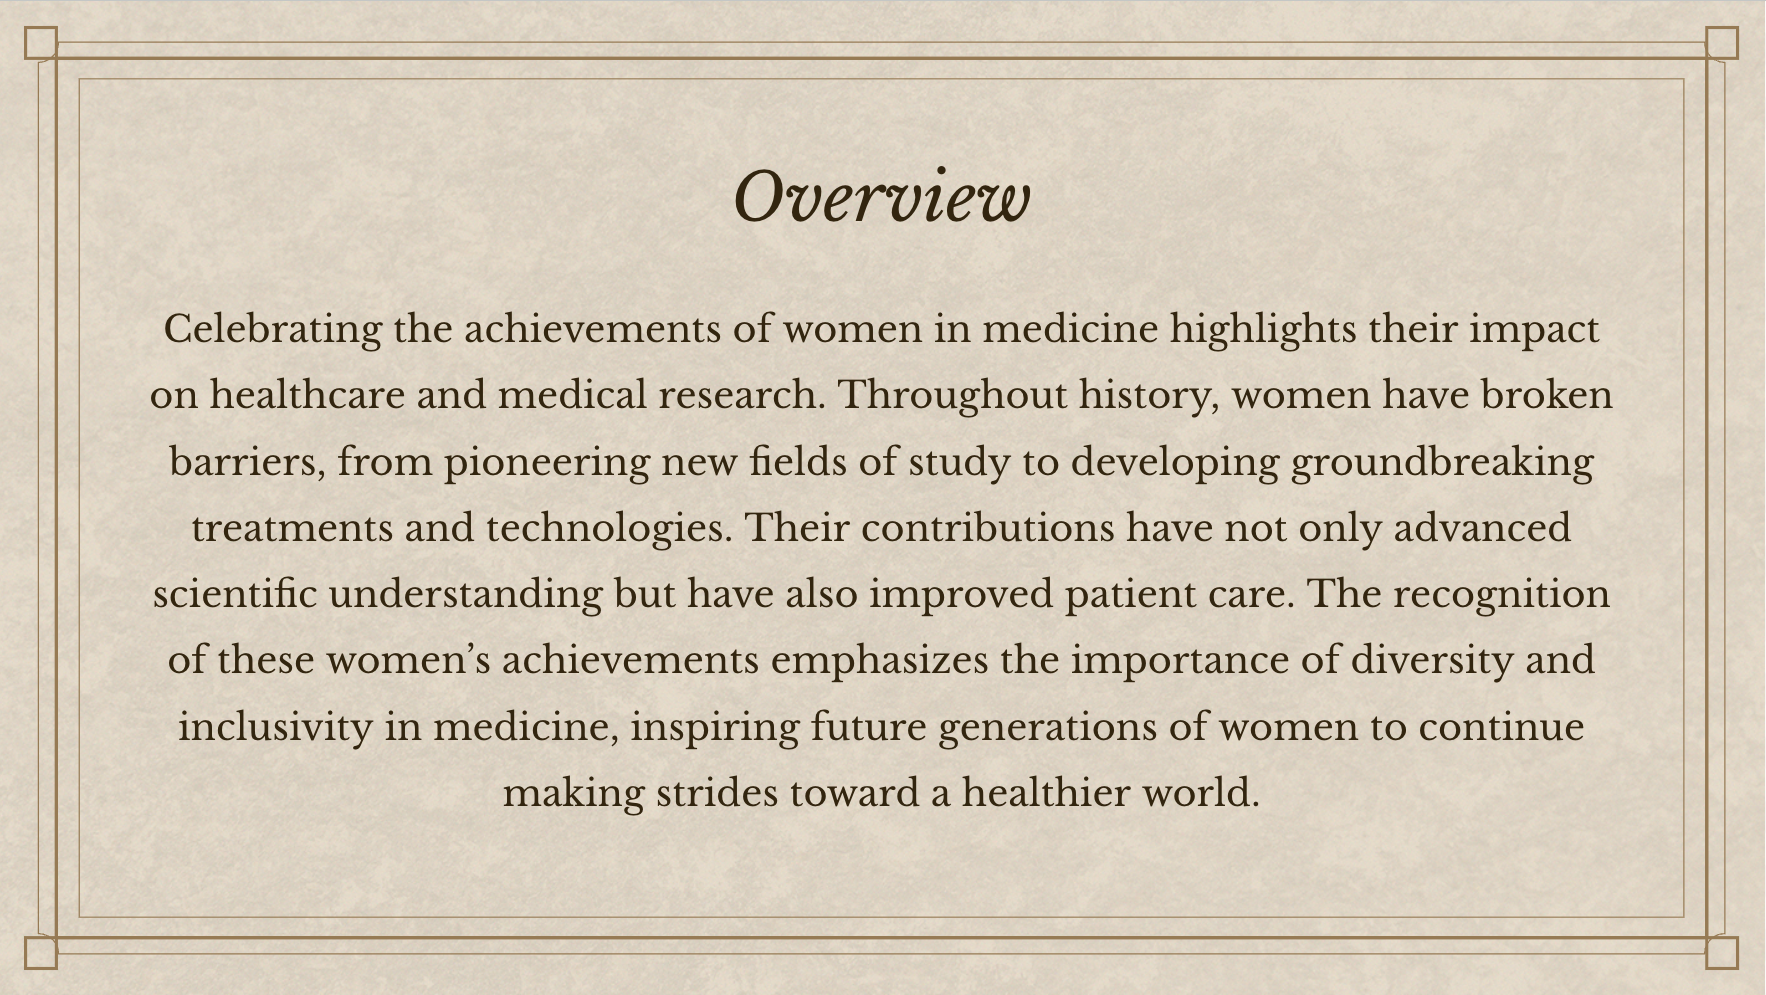 Overview
Celebrating the achievements of women in medicine highlights their impact
on healthcare and medical research. Throughout history, women have broken
barriers, from pioneering new fields of study to developing groundbreaking
treatments and technologies. Their contributions have not only advanced
scientific understanding but have also improved patient care. The recognition
of these women’s achievements emphasizes the importance of diversity and
inclusivity in medicine, inspiring future generations of women to continue
making strides toward a healthier world.